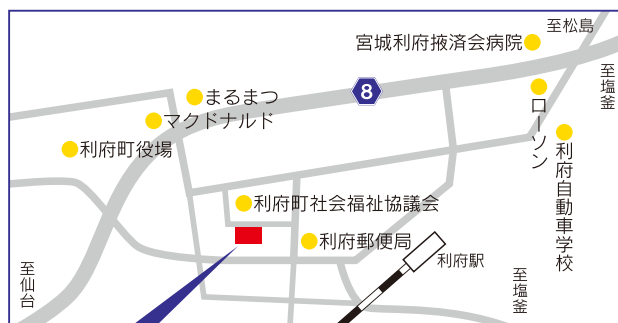 至松島
宮城利府掖済会病院
至塩釜
8
まるまつ
ローソン
マクドナルド
利府町役場
利府自動車学校
利府町社会福祉協議会
利府郵便局
利府駅
至仙台
至塩釜